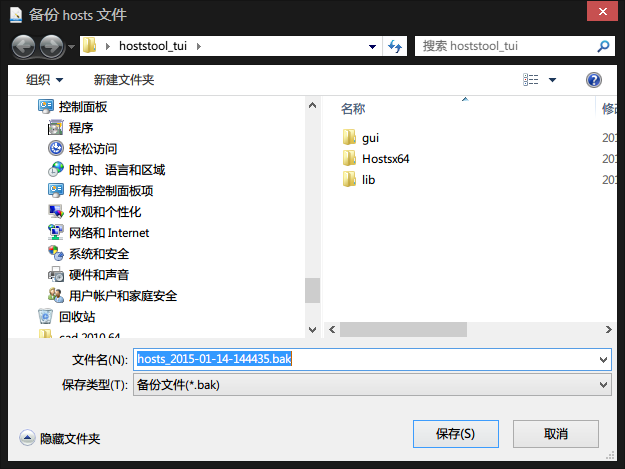 备份 hosts 文件
hoststool_tui
搜索 hoststool_tui
组织
新建文件夹
控制面板
程序
轻松访问
时钟、语言和区域
所有控制面板项
外观和个性化
网络和 Internet
系统和安全
硬件和声音
用户帐户和家庭安全
回收站
cad 2010 64
名称
修
gui
201
Hostsx64
201
lib
201
文件名(N):
hosts_2015-01-14-144435.bak
保存类型(T):
备份文件(*.bak)
隐藏文件夹
保存(S)
取消